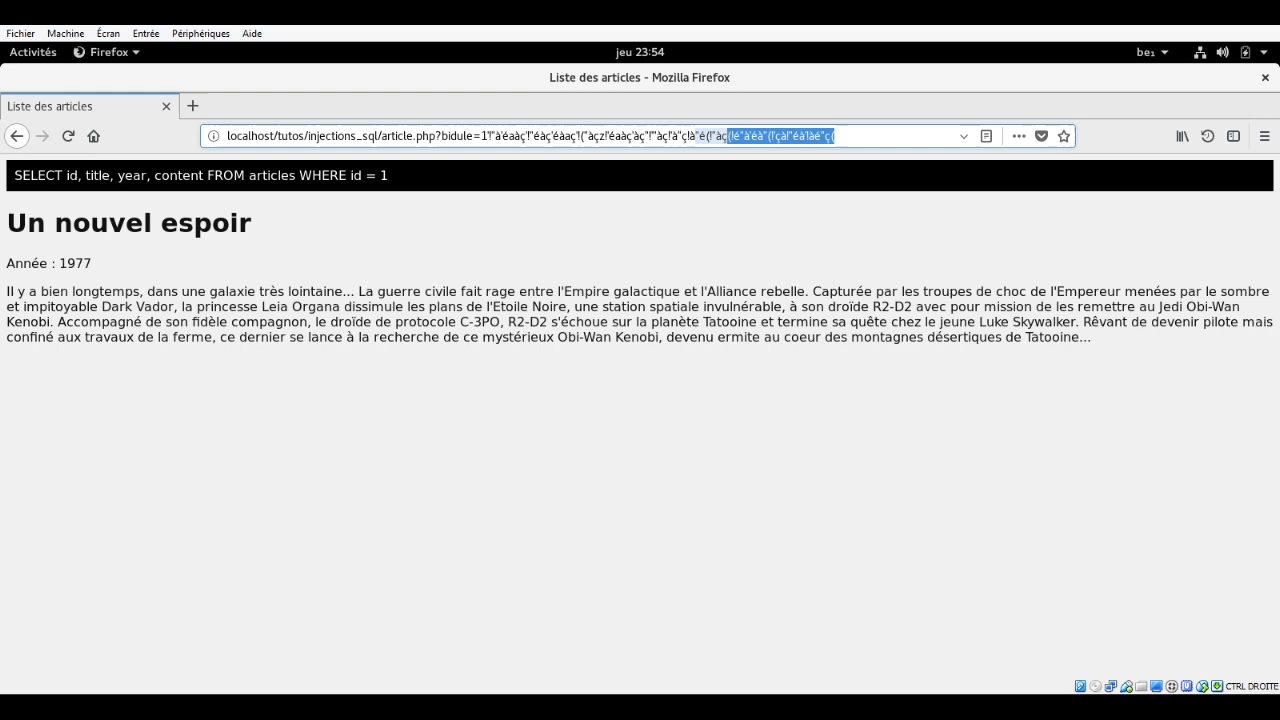 Fichier Machine Écran Entrée Périphériques Aide
Activités Firefox jeu 23:54 be₁
Liste des articles - Mozilla Firefox
Liste des articles
localhost/tutos/injections_sql/article.php?bidule=1
SELECT id, title, year, content FROM articles WHERE id = 1
Un nouvel espoir
Année : 1977
Il y a bien longtemps, dans une galaxie très lointaine... La guerre civile fait rage entre l'Empire galactique et l'Alliance rebelle. Capturée par les troupes de choc de l'Empereur menées par le sombre
et impitoyable Dark Vador, la princesse Leia Organa dissimule les plans de l'Etoile Noire, une station spatiale invulnérable, à son droïde R2-D2 avec pour mission de les remettre au Jedi Obi-Wan
Kenobi. Accompagné de son fidèle compagnon, le droïde de protocole C-3PO, R2-D2 s'échoue sur la planète Tatooine et termine sa quête chez le jeune Luke Skywalker. Rêvant de devenir pilote mais
confiné aux travaux de la ferme, ce dernier se lance à la recherche de ce mystérieux Obi-Wan Kenobi, devenu ermite au coeur des montagnes désertiques de Tatooine...
CTRL DROITE